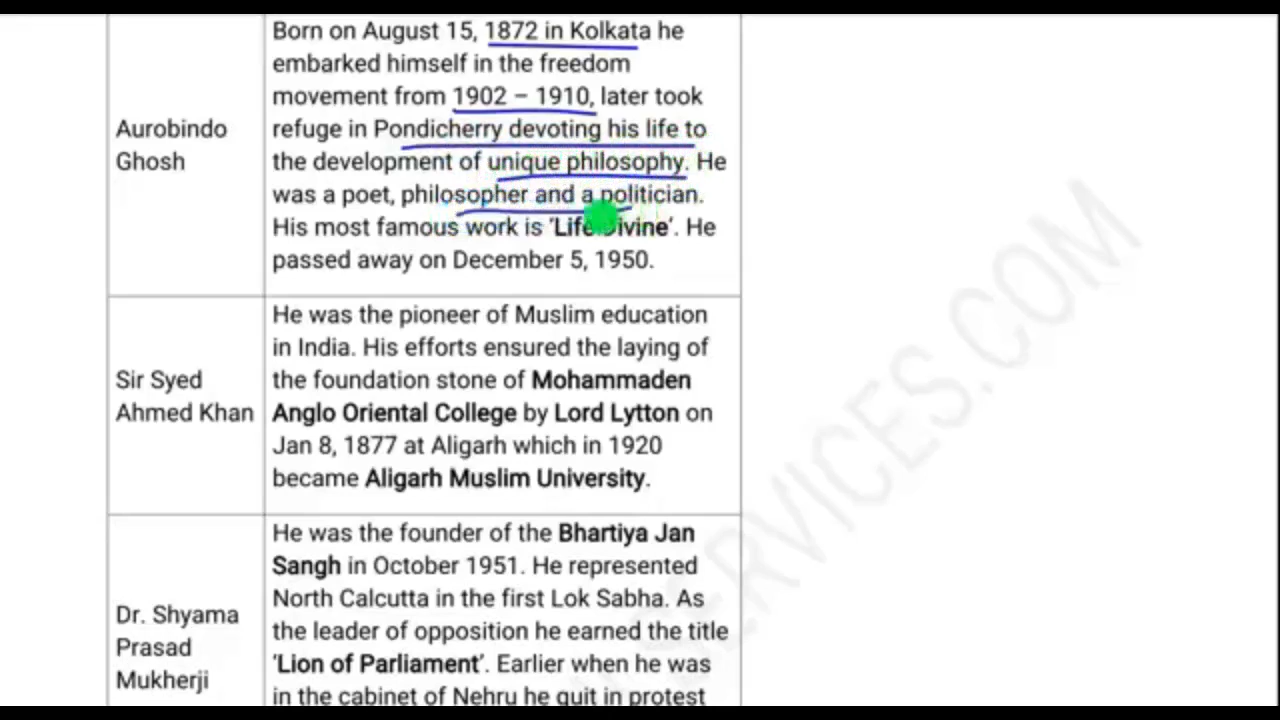 Born on August 15, 1872 in Kolkata he
embarked himself in the freedom
movement from 1902 – 1910, later took
refuge in Pondicherry devoting his life to
the development of unique philosophy. He
was a poet, philosopher and a politician.
His most famous work is ‘Life Divine’. He
passed away on December 5, 1950.
Aurobindo
Ghosh
He was the pioneer of Muslim education
in India. His efforts ensured the laying of
the foundation stone of Mohammaden
Anglo Oriental College by Lord Lytton on
Jan 8, 1877 at Aligarh which in 1920
became Aligarh Muslim University.
Sir Syed
Ahmed Khan
He was the founder of the Bhartiya Jan
Sangh in October 1951. He represented
North Calcutta in the first Lok Sabha. As
the leader of opposition he earned the title
‘Lion of Parliament’. Earlier when he was
in the cabinet of Nehru he quit in protest
Dr. Shyama
Prasad
Mukherji
SERVICES.COM